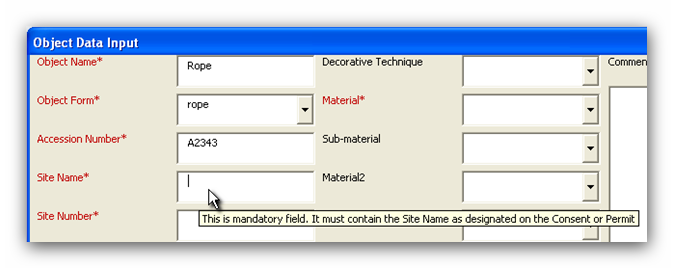 Object Data Input
Object Name* Rope Decorative Technique Commen
Object Form* rope Material*
Accession Number* A2343 Sub-material
Site Name* Material2
This is mandatory field. It must contain the Site Name as designated on the Consent or Permit
Site Number*